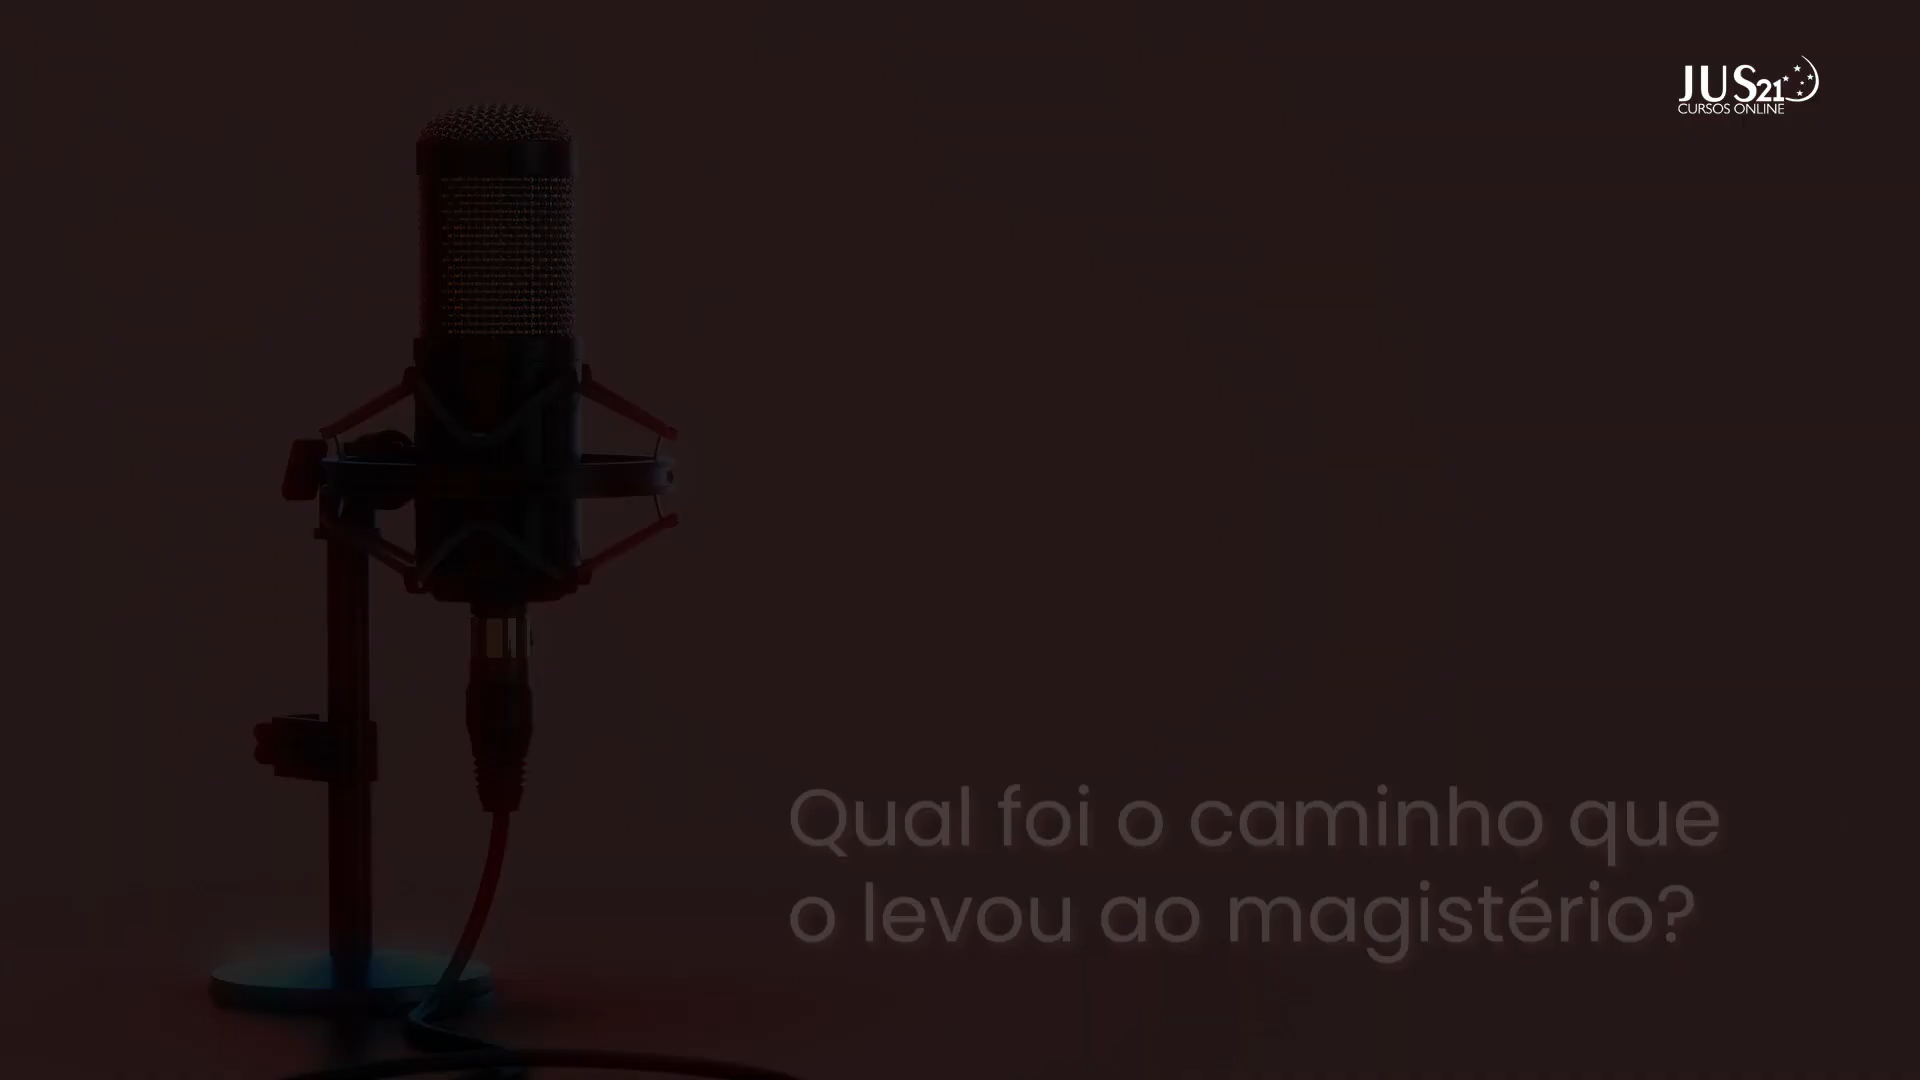 JUS21
CURSOS ONLINE
Qual foi o caminho que
o levou ao magistério?